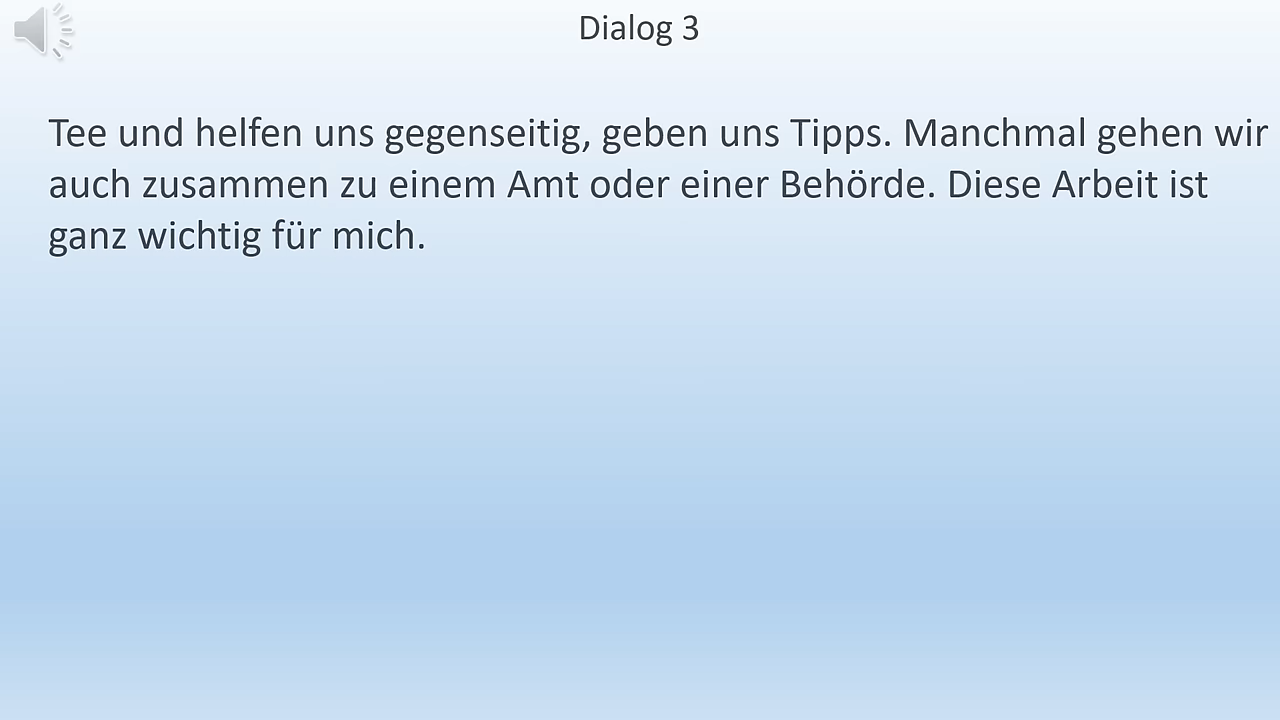 Dialog 3
Tee und helfen uns gegenseitig, geben uns Tipps. Manchmal gehen wir
auch zusammen zu einem Amt oder einer Behörde. Diese Arbeit ist
ganz wichtig für mich.